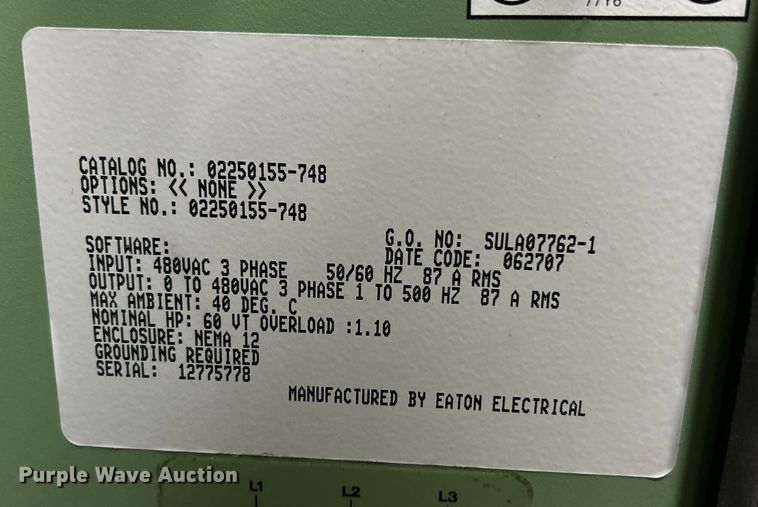 CATALOG NO.: 02250155-748
OPTIONS: << NONE >>
STYLE NO.: 02250155-748
G.O. NO: SULA07762-1
SOFTWARE: DATE CODE: 062707
INPUT: 480VAC 3 PHASE 50/60 HZ 87 A RMS
OUTPUT: 0 TO 480VAC 3 PHASE 1 TO 500 HZ 87 A RMS
MAX AMBIENT: 40 DEG. C
NOMINAL HP: 60 VT OVERLOAD :1.10
ENCLOSURE: NEMA 12
GROUNDING REQUIRED
SERIAL: 12775778
MANUFACTURED BY EATON ELECTRICAL
Purple Wave Auction
L1 L2 L3